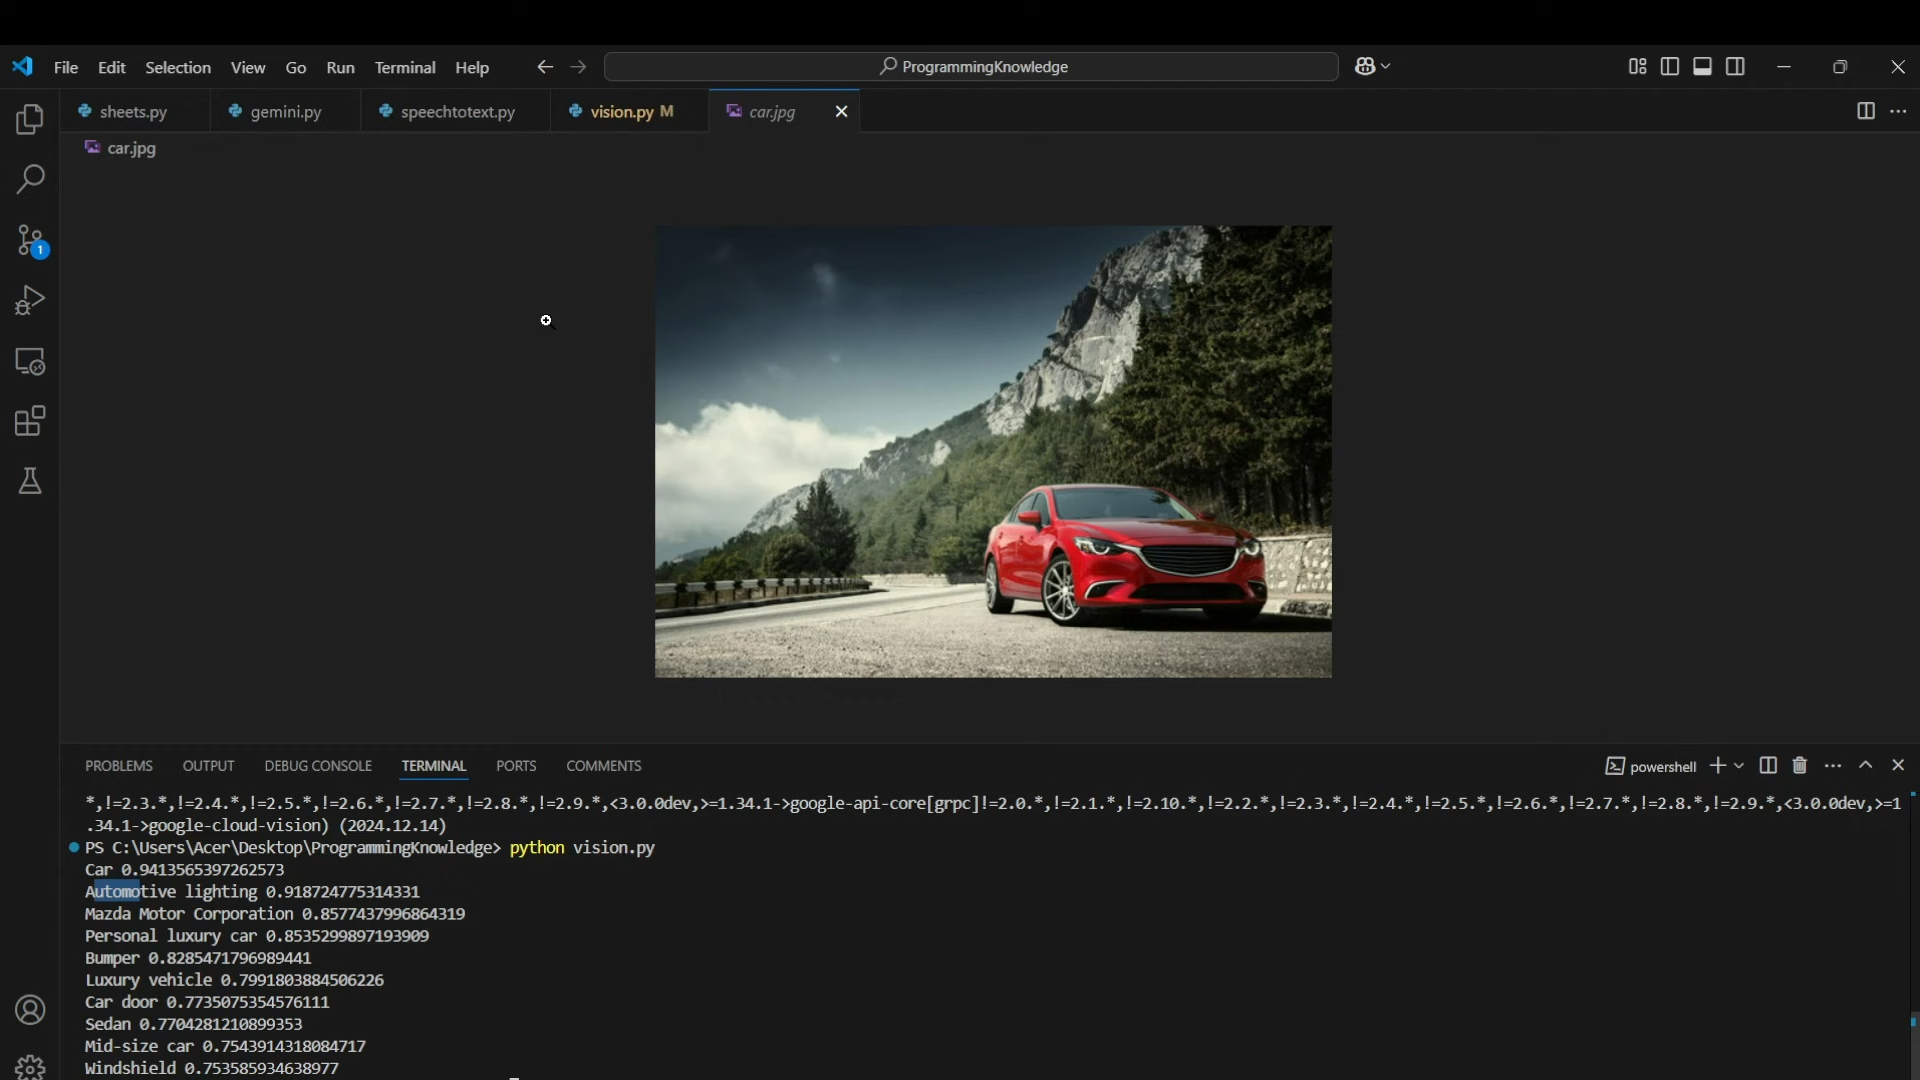 File Edit Selection View Go Run Terminal Help
ProgrammingKnowledge
sheets.py gemini.py speechtotext.py vision.py M car.jpg
car.jpg
1
PROBLEMS OUTPUT DEBUG CONSOLE TERMINAL PORTS COMMENTS
powershell
*,!=2.3.*,!=2.4.*,!=2.5.*,!=2.6.*,!=2.7.*,!=2.8.*,!=2.9.*,<3.0.0dev,>=1.34.1->google-api-core[grpc]!=2.0.*,!=2.1.*,!=2.10.*,!=2.2.*,!=2.3.*,!=2.4.*,!=2.5.*,!=2.6.*,!=2.7.*,!=2.8.*,!=2.9.*,<3.0.0dev,>=1
.34.1->google-cloud-vision) (2024.12.14)
PS C:\Users\Acer\Desktop\ProgrammingKnowledge> python vision.py
Car 0.9413565397262573
Automotive lighting 0.918724775314331
Mazda Motor Corporation 0.8577437996864319
Personal luxury car 0.8535299897193909
Bumper 0.8285471796989441
Luxury vehicle 0.7991803884506226
Car door 0.7735075354576111
Sedan 0.7704281210899353
Mid-size car 0.7543914318084717
Windshield 0.753585934638977